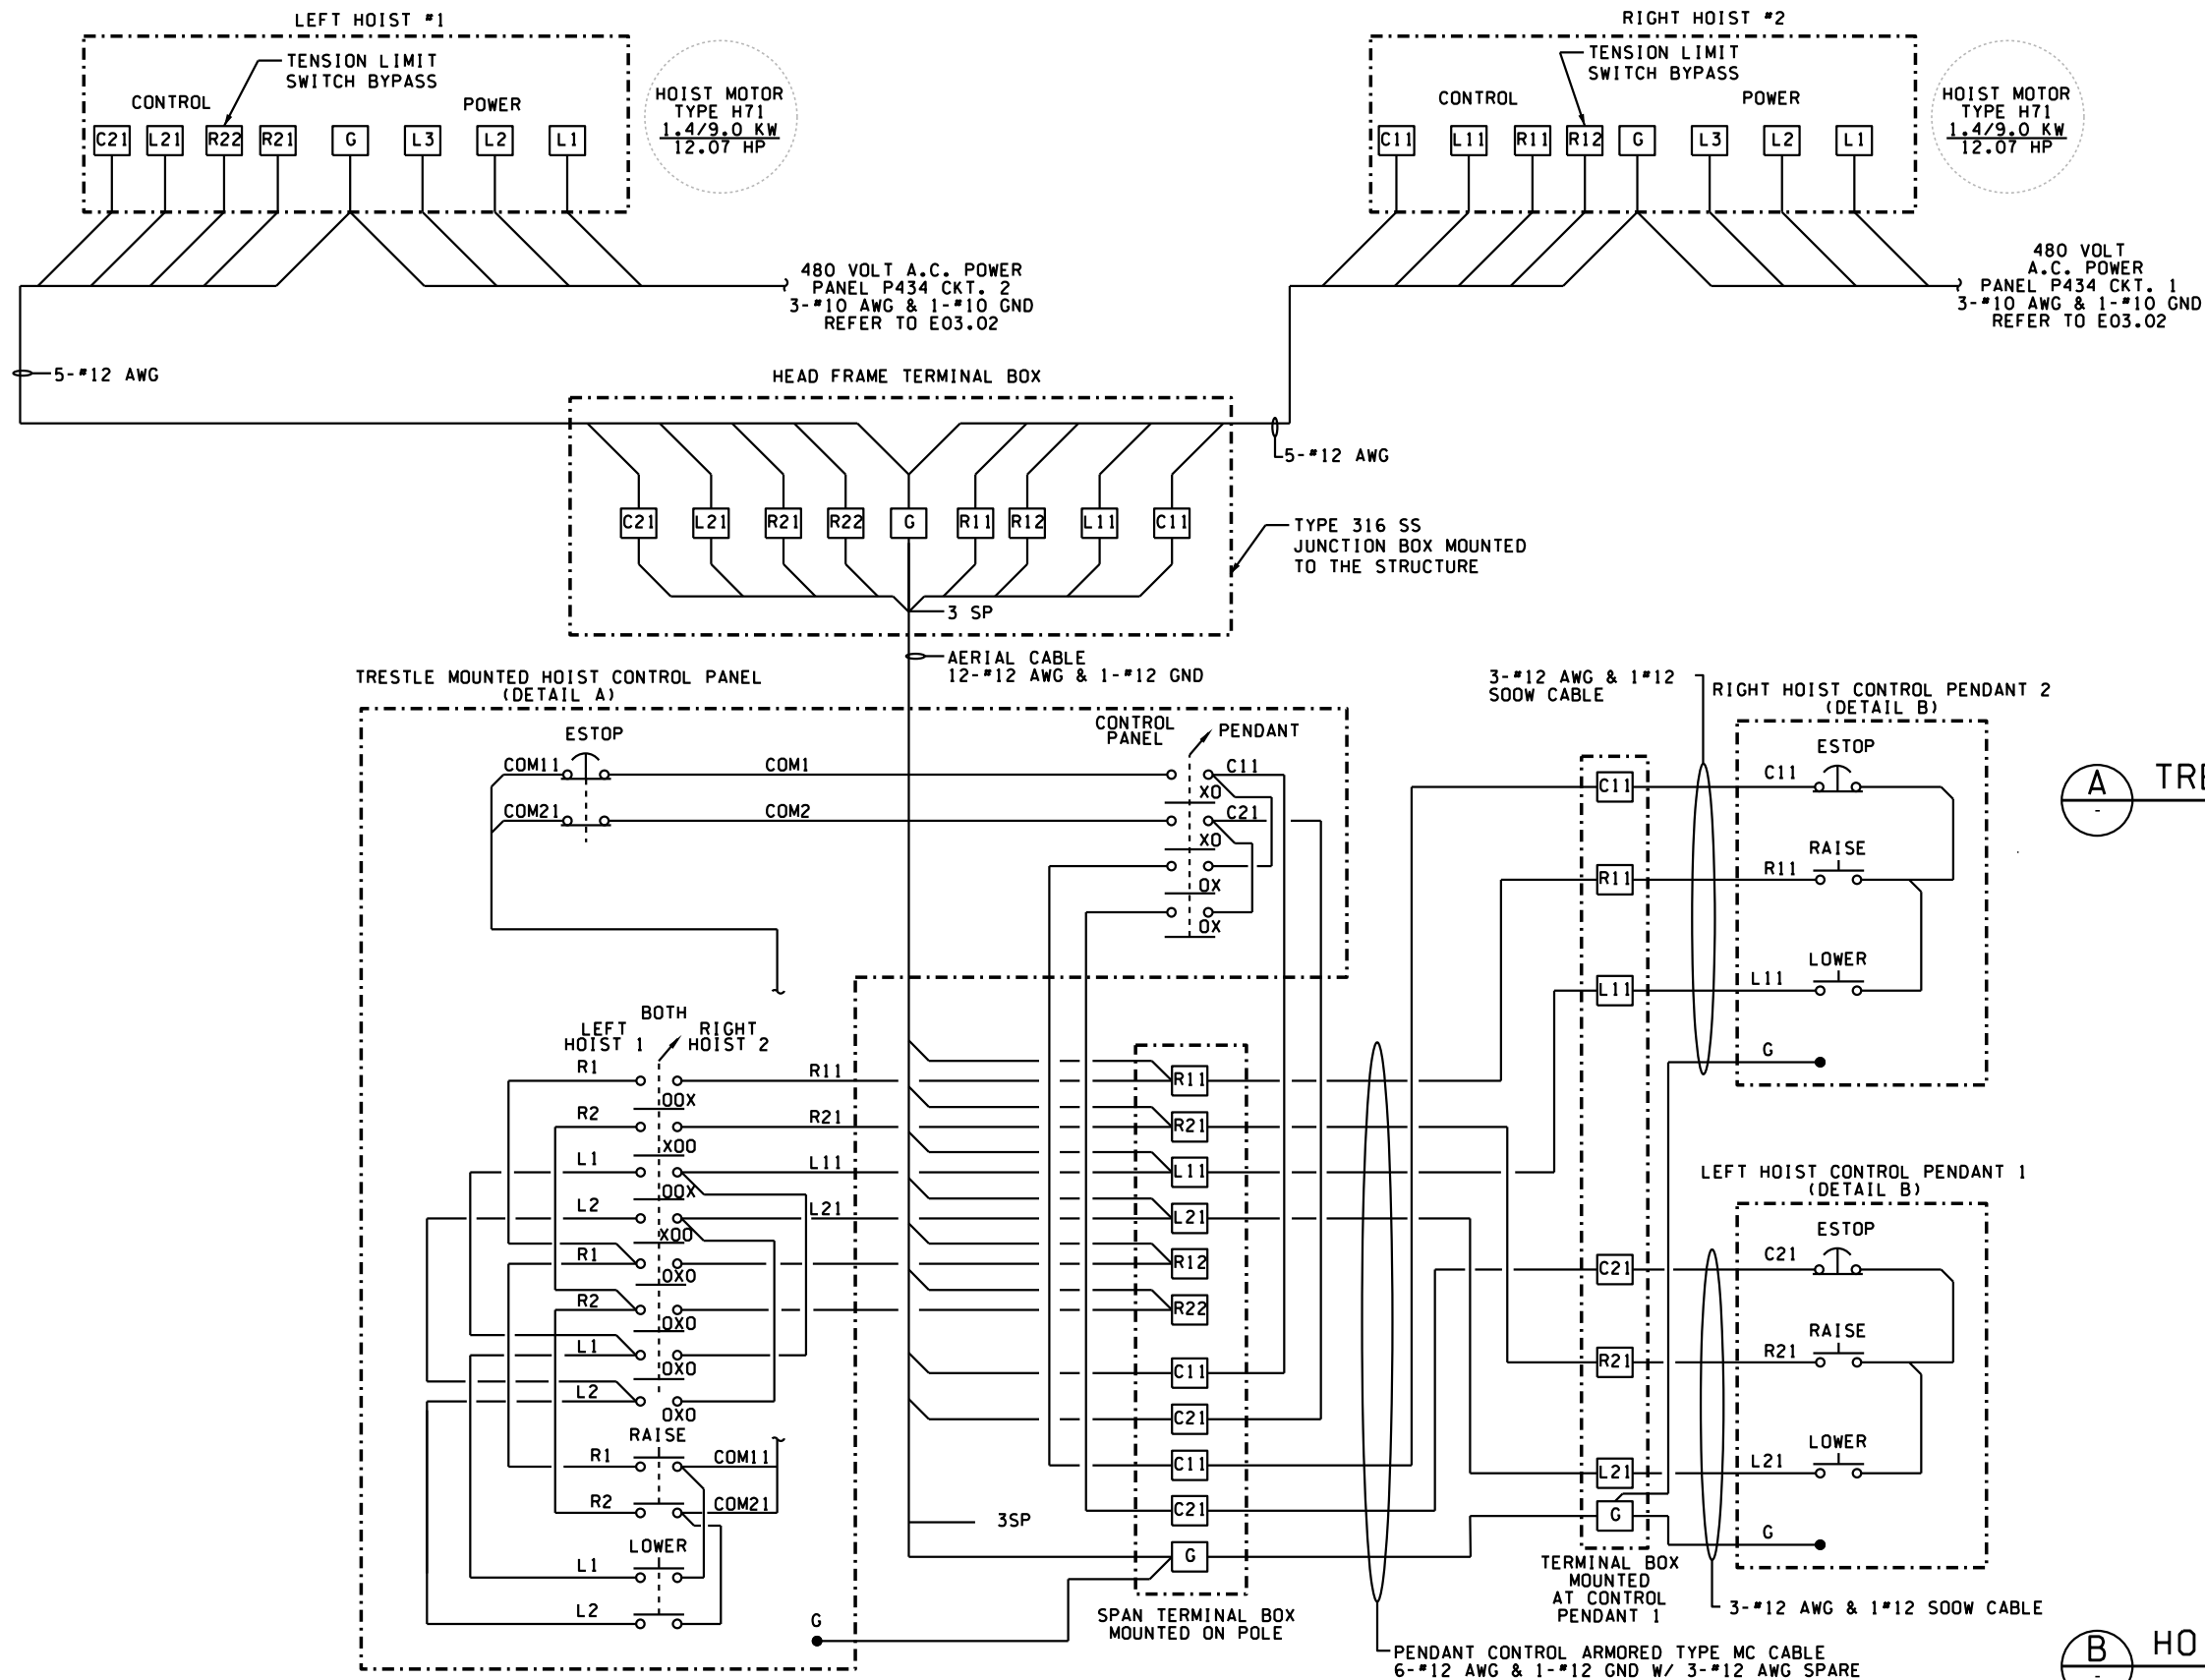 LEFT HOIST #1
RIGHT HOIST #2
TENSION LIMIT
SWITCH BYPASS
CONTROL
POWER
C21 L21 R22 R21 G L3 L2 L1
HOIST MOTOR
TYPE H71
1.4/9.0 KW
12.07 HP
TENSION LIMIT
SWITCH BYPASS
CONTROL
POWER
C11 L11 R11 R12 G L3 L2 L1
HOIST MOTOR
TYPE H71
1.4/9.0 KW
12.07 HP
480 VOLT A.C. POWER
PANEL P434 CKT. 2
3-#10 AWG & 1-#10 GND
REFER TO E03.02
480 VOLT
A.C. POWER
PANEL P434 CKT. 1
3-#10 AWG & 1-#10 GND
REFER TO E03.02
5-#12 AWG
HEAD FRAME TERMINAL BOX
5-#12 AWG
C21 L21 R21 R22 G R11 R12 L11 C11
TYPE 316 SS
JUNCTION BOX MOUNTED
TO THE STRUCTURE
3 SP
AERIAL CABLE
12-#12 AWG & 1-#12 GND
TRESTLE MOUNTED HOIST CONTROL PANEL
(DETAIL A)
ESTOP
COM11
COM1
COM21
COM2
CONTROL
PANEL
PENDANT
C11
XO
C21
XO
OX
OX
BOTH
LEFT
HOIST 1
RIGHT
HOIST 2
R1
R11
OOX
R2
R21
XOO
L1
L11
OOX
L2
L21
XOO
R1
OXO
R2
OXO
L1
OXO
L2
OXO
RAISE
R1
COM11
R2
COM21
LOWER
L1
L2
G
3SP
R11
R21
L11
L21
R12
R22
C11
C21
C11
C21
G
SPAN TERMINAL BOX
MOUNTED ON POLE
PENDANT CONTROL ARMORED TYPE MC CABLE
6-#12 AWG & 1-#12 GND W/ 3-#12 AWG SPARE
3-#12 AWG & 1#12
SOOW CABLE
C11
R11
L11
C21
R21
L21
G
TERMINAL BOX
MOUNTED
AT CONTROL
PENDANT 1
RIGHT HOIST CONTROL PENDANT 2
(DETAIL B)
ESTOP
C11
RAISE
R11
LOWER
L11
G
LEFT HOIST CONTROL PENDANT 1
(DETAIL B)
ESTOP
C21
RAISE
R21
LOWER
L21
G
3-#12 AWG & 1#12 SOOW CABLE
A
-
TRE
B
-
HO